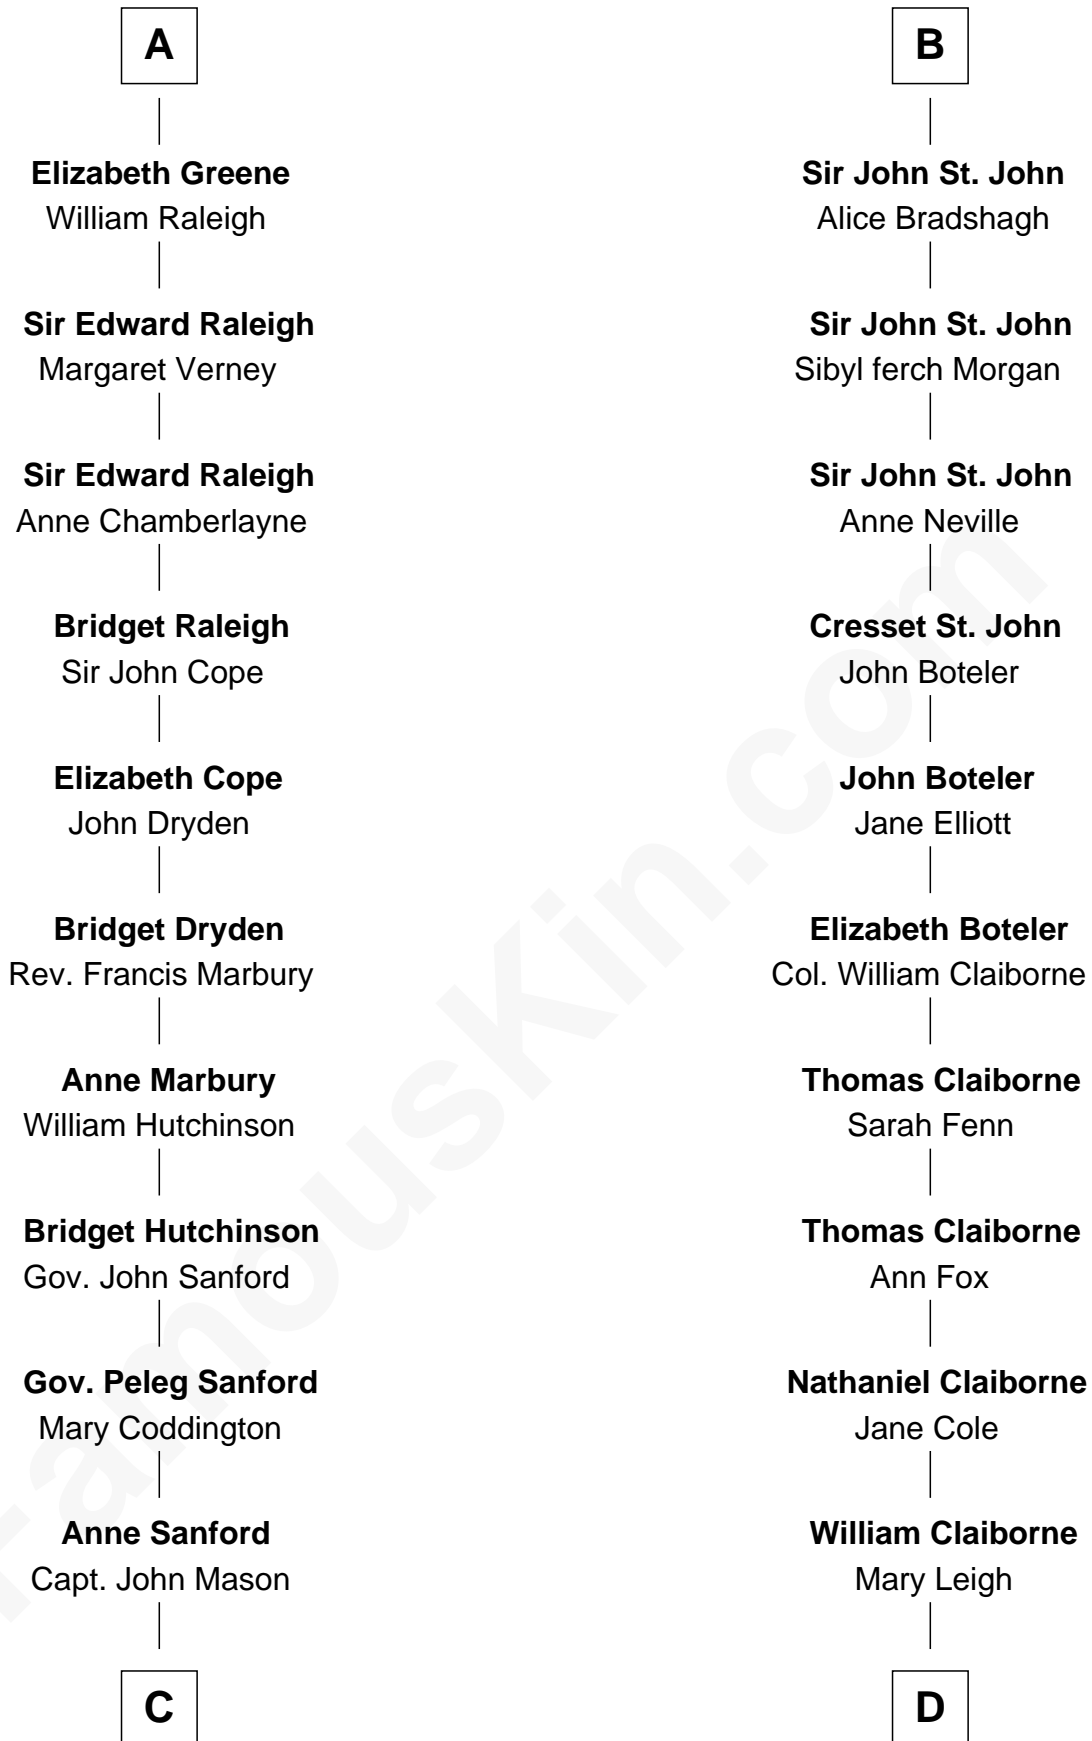 A
Elizabeth Greene
William Raleigh
Sir Edward Raleigh
Margaret Verney
Sir Edward Raleigh
Anne Chamberlayne
Bridget Raleigh
Sir John Cope
Elizabeth Cope
John Dryden
Bridget Dryden
Rev. Francis Marbury
Anne Marbury
William Hutchinson
Bridget Hutchinson
Gov. John Sanford
Gov. Peleg Sanford
Mary Coddington
Anne Sanford
Capt. John Mason
C
B
Sir John St. John
Alice Bradshagh
Sir John St. John
Sibyl ferch Morgan
Sir John St. John
Anne Neville
Cresset St. John
John Boteler
John Boteler
Jane Elliott
Elizabeth Boteler
Col. William Claiborne
Thomas Claiborne
Sarah Fenn
Thomas Claiborne
Ann Fox
Nathaniel Claiborne
Jane Cole
William Claiborne
Mary Leigh
D
FamousKin.com